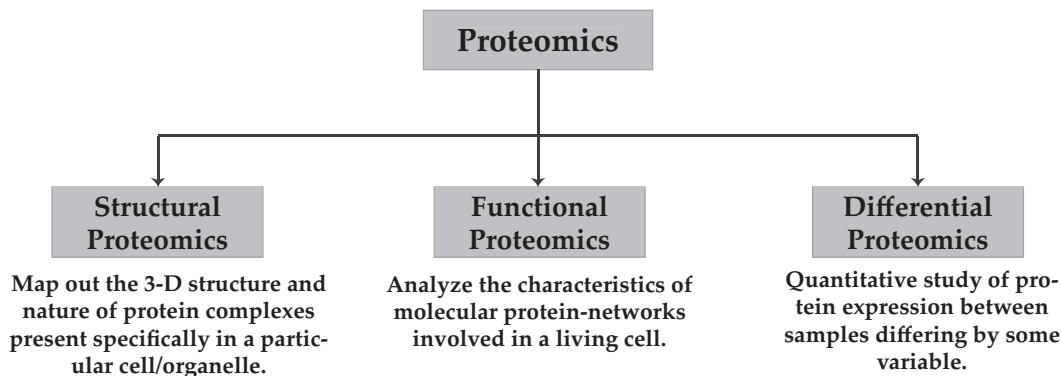 Proteomics
Structural
Proteomics
Map out the 3-D structure and
nature of protein complexes
present specifically in a partic-
ular cell/organelle.
Functional
Proteomics
Analyze the characteristics of
molecular protein-networks
involved in a living cell.
Differential
Proteomics
Quantitative study of pro-
tein expression between
samples differing by some
variable.